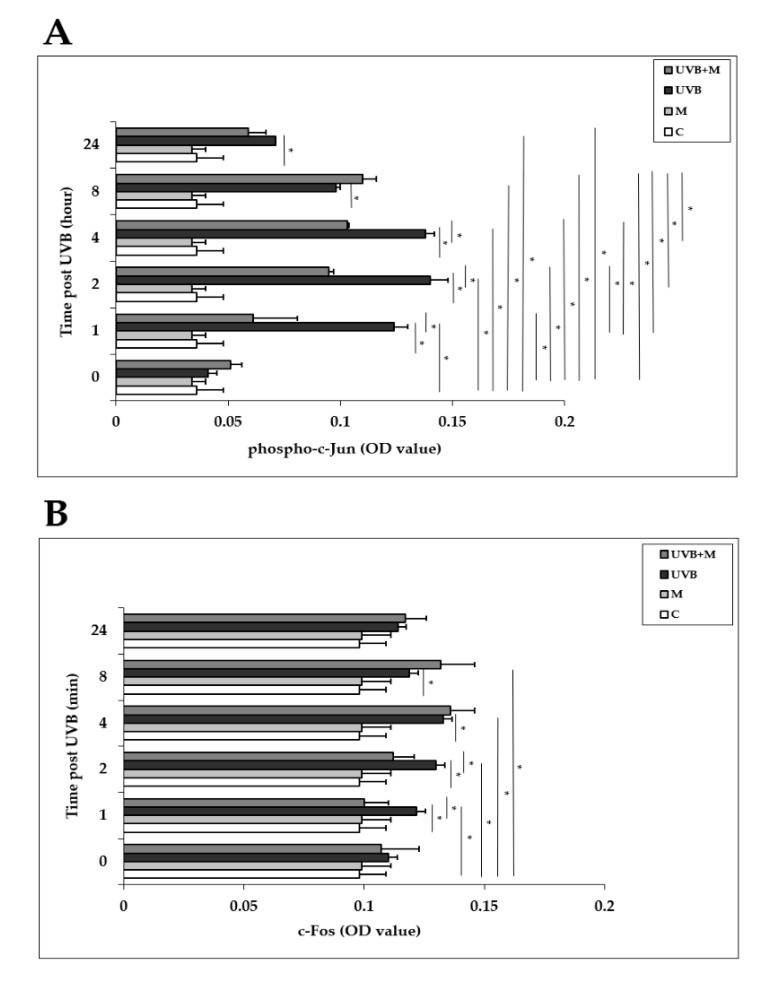 A
UVB+M
UVB
M
C
24
8
4
2
1
0
Time post UVB (hour)
* * * * * * * * * * * * * * * * * * * * * * * *
0 0.05 0.1 0.15 0.2
phospho-c-Jun (OD value)
B
UVB+M
UVB
M
C
24
8
4
2
1
0
Time post UVB (min)
* * * * * * * * * *
0 0.05 0.1 0.15 0.2
c-Fos (OD value)